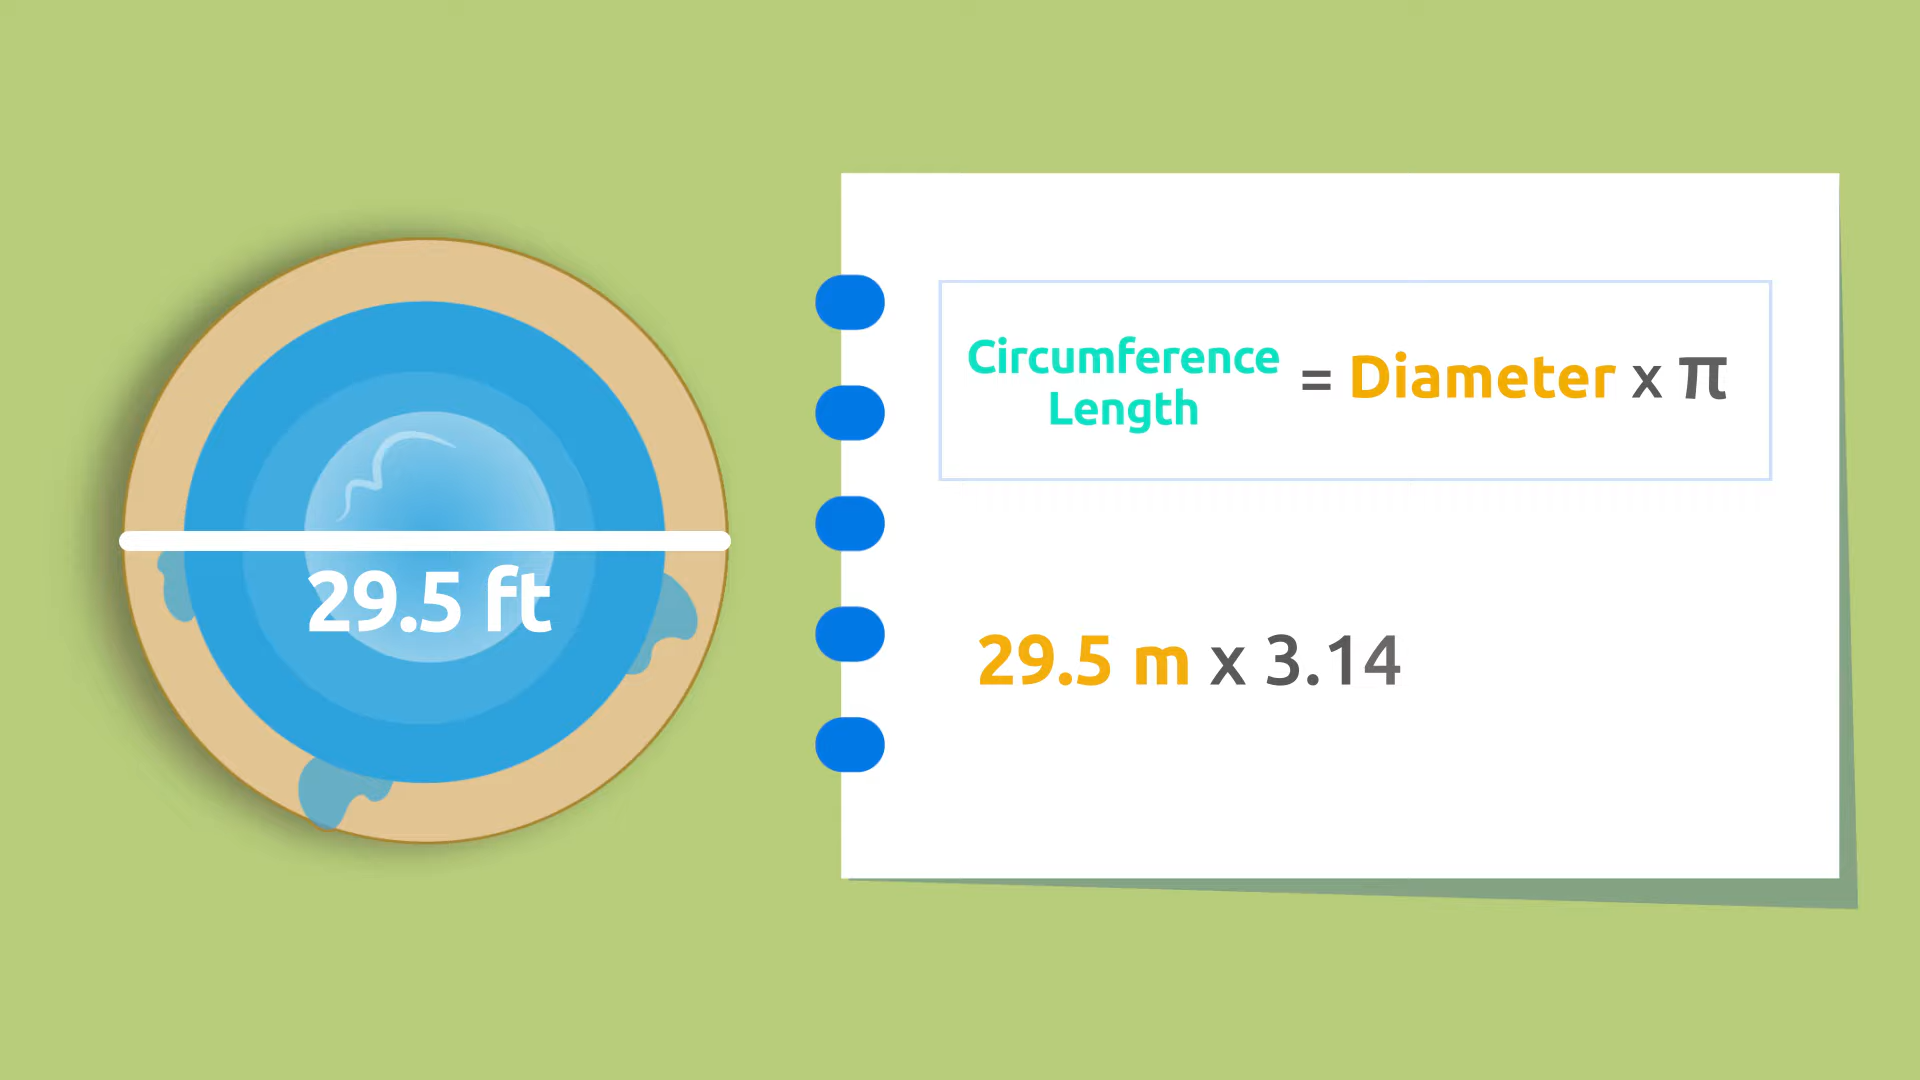 29.5 ft
Circumference
Length
= Diameter x π
29.5 m x 3.14